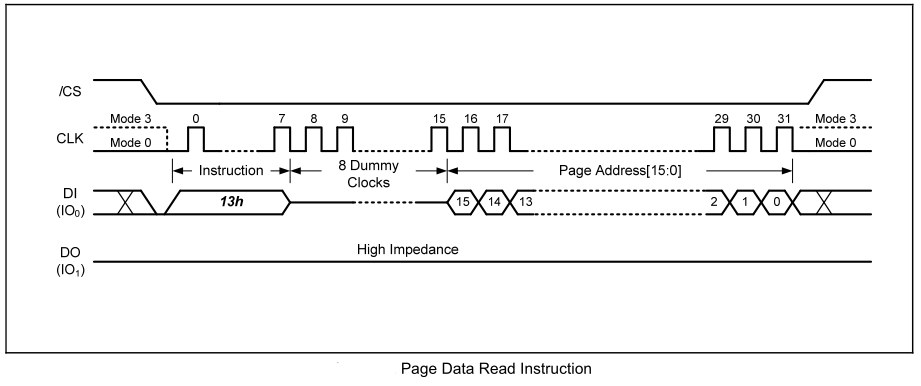 /CS
Mode 3 0 7 8 9 15 16 17 29 30 31 Mode 3
CLK
Mode 0 Mode 0
Instruction 8 Dummy Clocks Page Address[15:0]
DI 13h 15 14 13 2 1 0
(IO0)
High Impedance
DO
(IO1)
Page Data Read Instruction